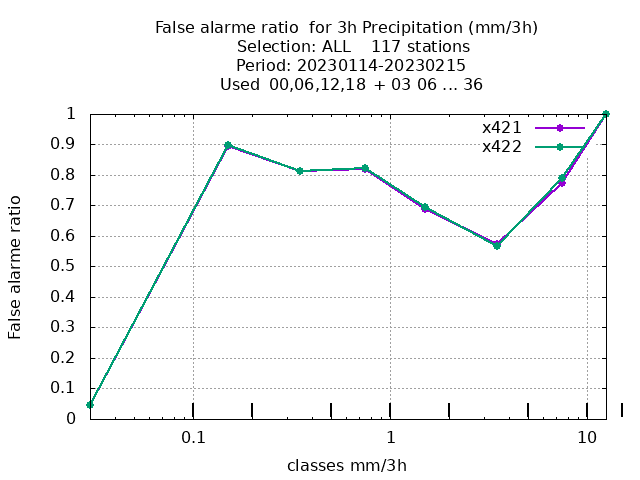 False alarme ratio  for 3h Precipitation (mm/3h)
Selection: ALL    117 stations
Period: 20230114-20230215
Used  00,06,12,18  + 03 06 ... 36
x421
x422
1
0.9
0.8
0.7
0.6
0.5
0.4
0.3
0.2
0.1
0
False alarme ratio
0.1
1
10
classes mm/3h